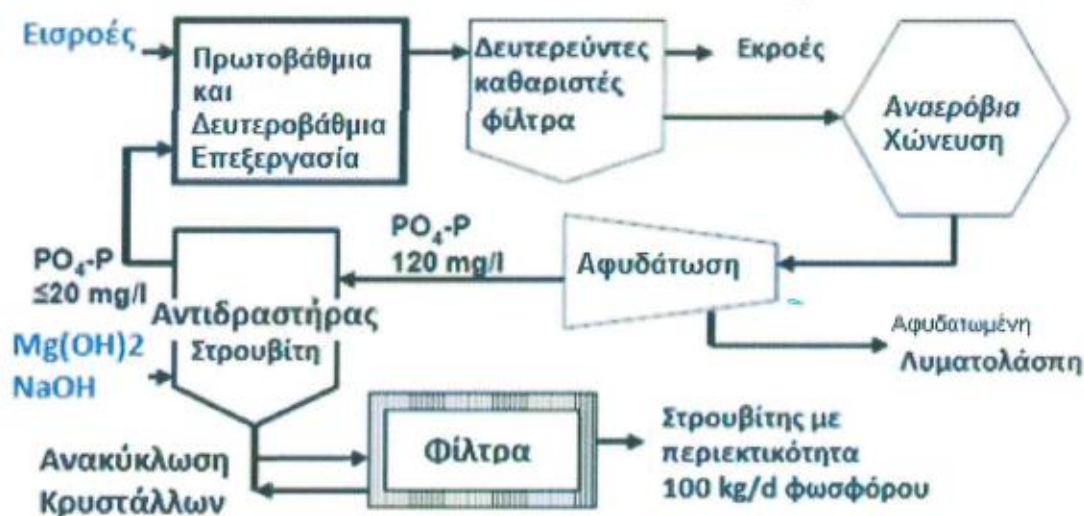 Εισροές
Πρωτοβάθμια
και
Δευτεροβάθμια
Επεξεργασία
Δευτερεύντες
καθαριστές
φίλτρα
Εκροές
Αναερόβια
Χώνευση
PO4-P
≤20 mg/l
Αντιδραστήρας
Στρουβίτη
PO4-P
120 mg/l
Αφυδάτωση
Αφυδατωμένη
Λυματολάσπη
Mg(OH)2
NaOH
Ανακύκλωση
Κρυστάλλων
Φίλτρα
Στρουβίτης με
περιεκτικότητα
100 kg/d φωσφόρου